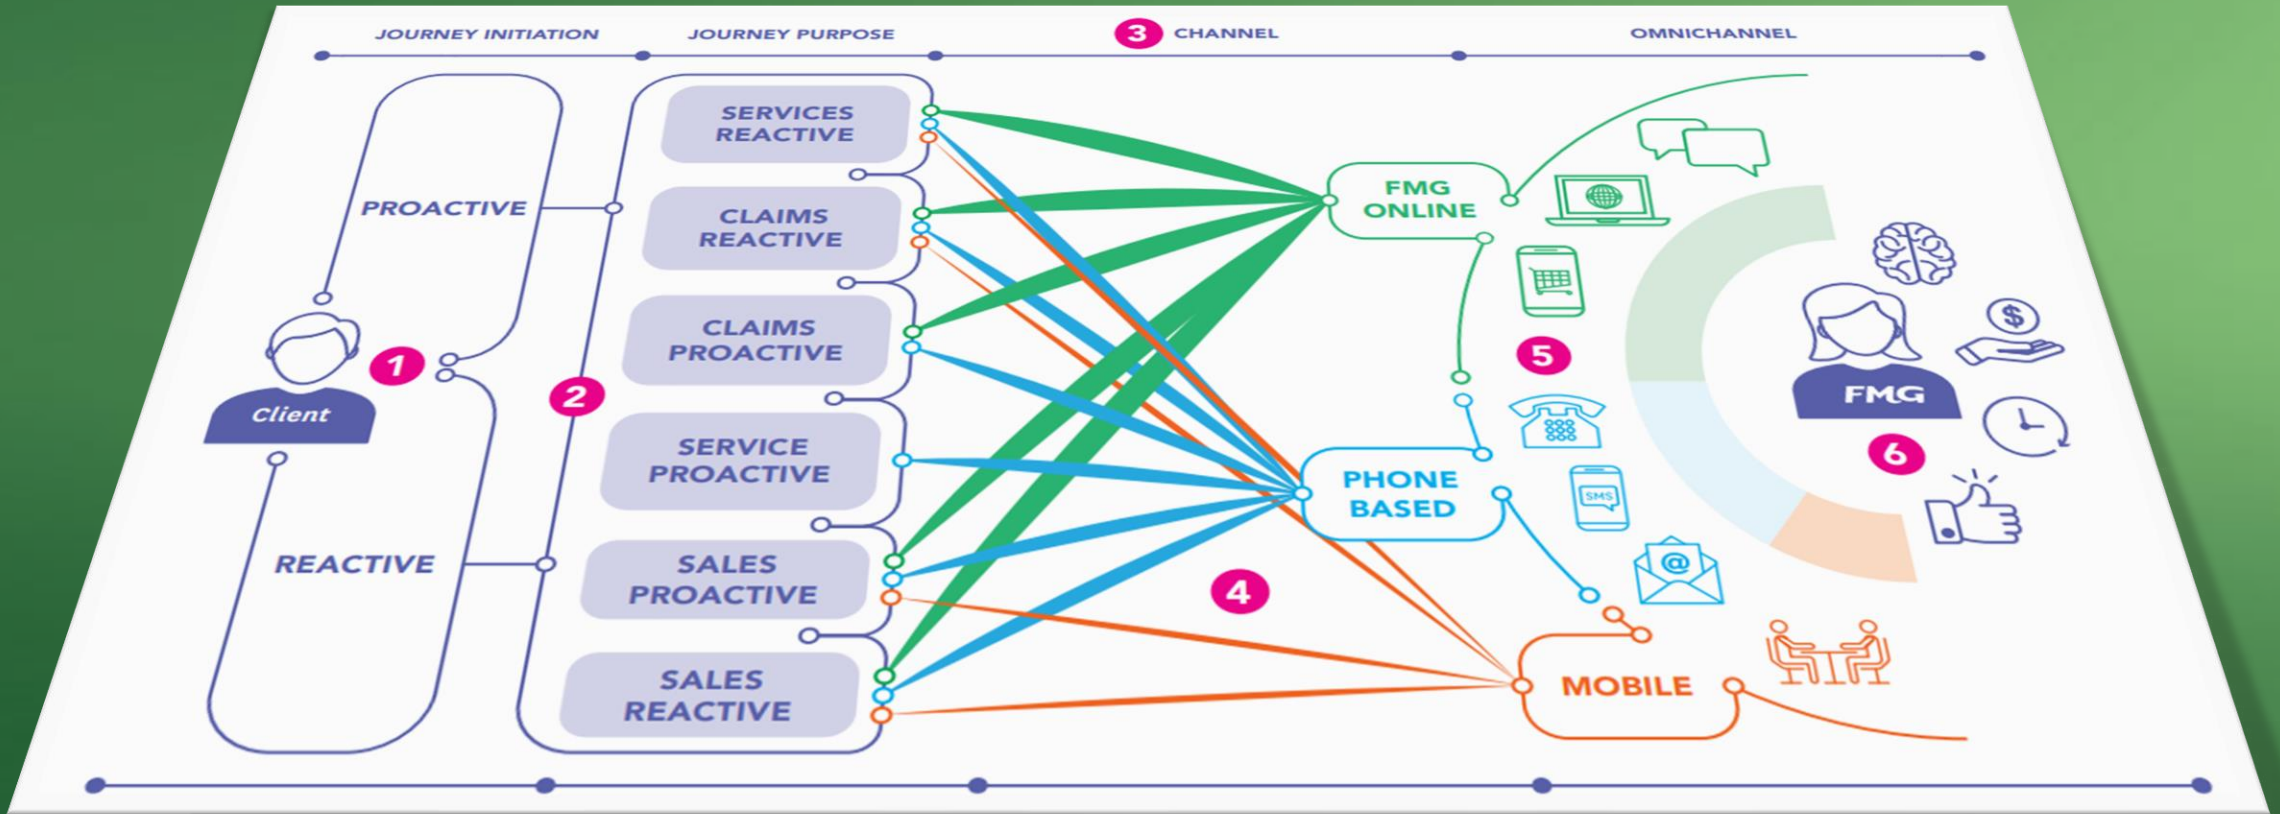 JOURNEY INITIATION
JOURNEY PURPOSE
3 CHANNEL
OMNICHANNEL
PROACTIVE
1
Client
REACTIVE
2
SERVICES
REACTIVE
CLAIMS
REACTIVE
CLAIMS
PROACTIVE
SERVICE
PROACTIVE
SALES
PROACTIVE
SALES
REACTIVE
4
FMG
ONLINE
PHONE
BASED
MOBILE
5
SMS
@
$
FMG
6